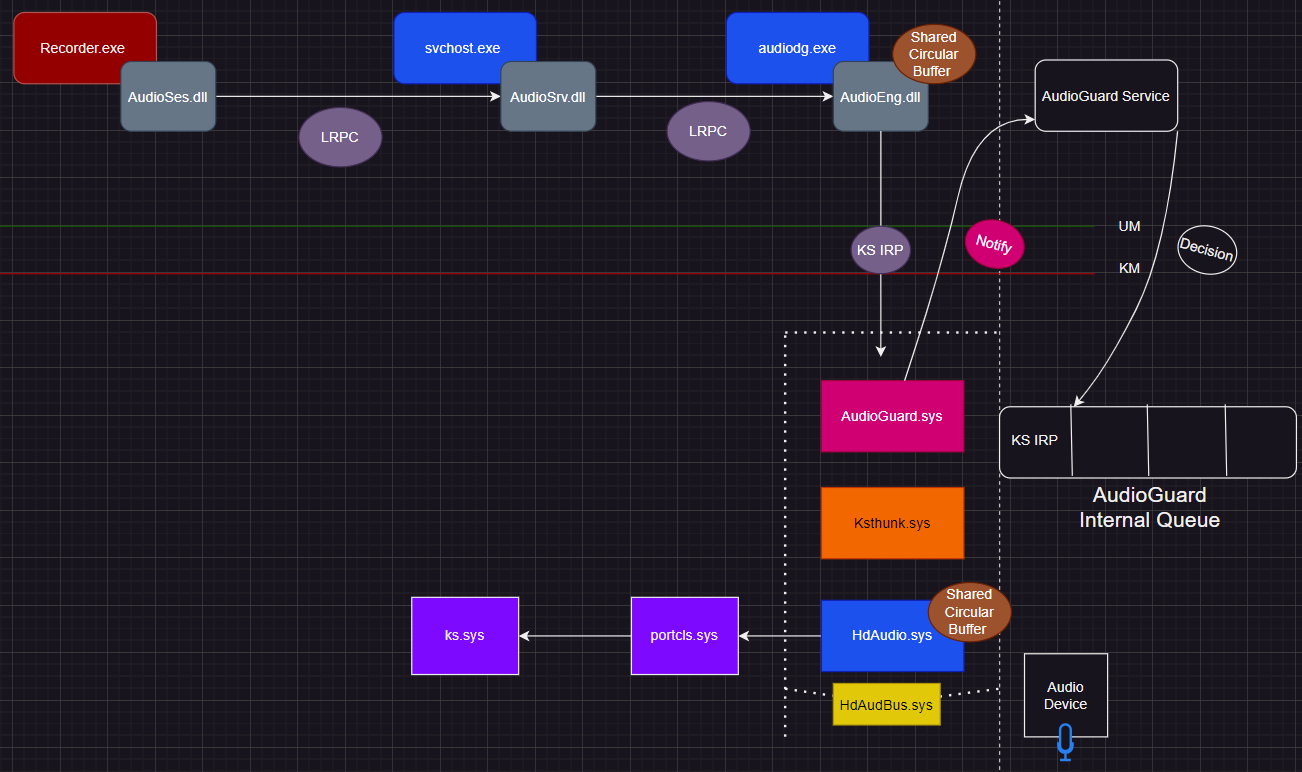 Recorder.exe
AudioSes.dll
LRPC
svchost.exe
AudioSrv.dll
LRPC
audiodg.exe
Shared
Circular
Buffer
AudioEng.dll
AudioGuard Service
UM
KS IRP
Notify
Decision
KM
AudioGuard.sys
KS IRP
AudioGuard
Internal Queue
Ksthunk.sys
Shared
Circular
Buffer
ks.sys
portcls.sys
HdAudio.sys
HdAudBus.sys
Audio
Device